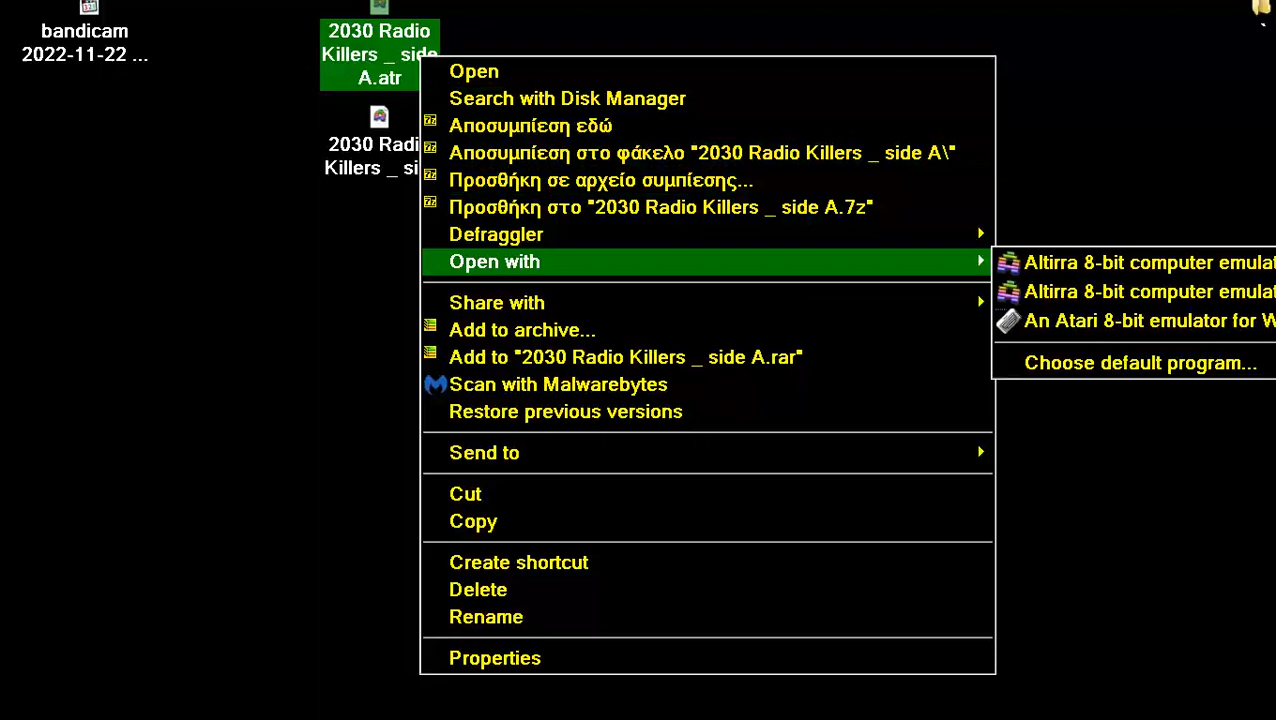 bandicam
2022-11-22 ...
2030 Radio
Killers _ side
A.atr
2030 Radi
Killers _ si
Open
Search with Disk Manager
Αποσυμπίεση εδώ
Αποσυμπίεση στο φάκελο "2030 Radio Killers _ side A\"
Προσθήκη σε αρχείο συμπίεσης...
Προσθήκη στο "2030 Radio Killers _ side A.7z"
Defraggler
Open with
Share with
Add to archive...
Add to "2030 Radio Killers _ side A.rar"
Scan with Malwarebytes
Restore previous versions
Send to
Cut
Copy
Create shortcut
Delete
Rename
Properties
Altirra 8-bit computer emulat
Altirra 8-bit computer emulat
An Atari 8-bit emulator for W
Choose default program...